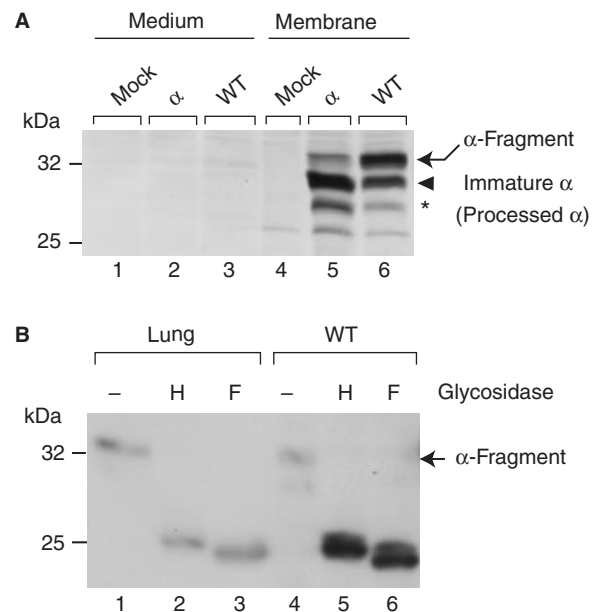 A
Medium Membrane
Mock α WT Mock α WT
kDa
32
25
α-Fragment
Immature α
*
(Processed α)
1 2 3 4 5 6
B
Lung WT
– H F – H F Glycosidase
kDa
32
25
α-Fragment
1 2 3 4 5 6